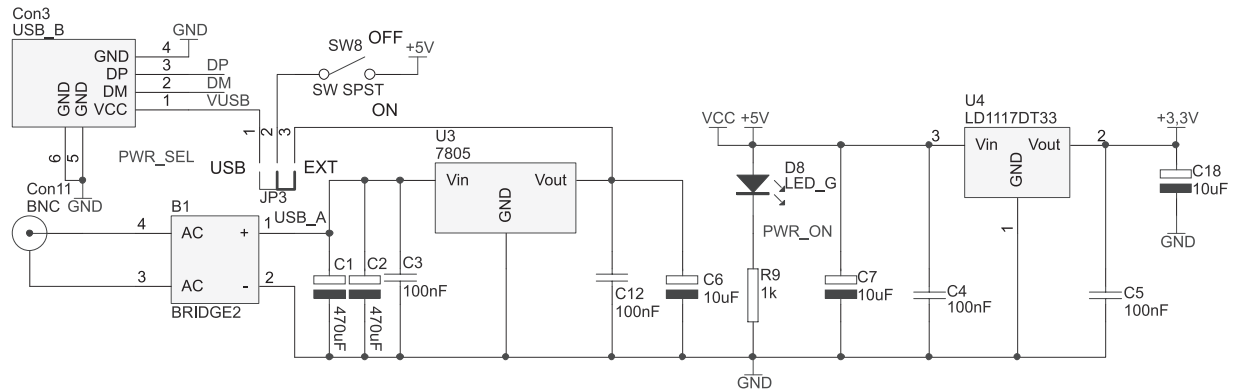 Con3
USB_B
GND
DP
DM
VCC
GND
GND
4
3
2
1
6
5
GND
DP
DM
VUSB
GND
SW8
OFF
SW SPST
ON
+5V
1
2
3
PWR_SEL
USB
EXT
JP3
USB_A
Con11
BNC
4
3
B1
AC
+
AC
-
BRIDGE2
1
2
C1
470uF
C2
470uF
C3
100nF
U3
7805
Vin
Vout
GND
C12
100nF
C6
10uF
VCC
+5V
D8
LED_G
PWR_ON
R9
1k
GND
C7
10uF
C4
100nF
U4
LD1117DT33
3
Vin
Vout
GND
2
1
C5
100nF
+3,3V
C18
10uF
GND